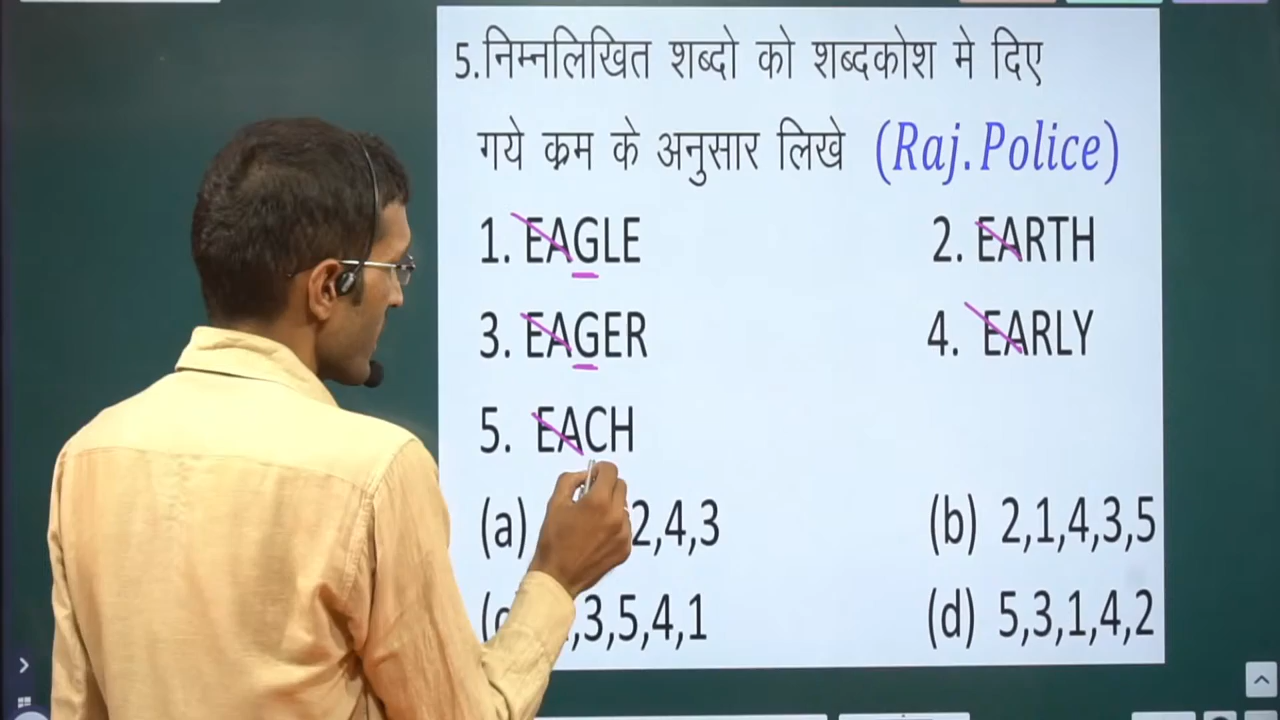 5.निम्नलिखित शब्दो को शब्दकोश मे दिए
गये क्रम के अनुसार लिखे (Raj.Police)
1. EAGLE 2. EARTH
3. EAGER 4. EARLY
5. EACH
(a) 2,4,3 (b) 2,1,4,3,5
3,5,4,1 (d) 5,3,1,4,2